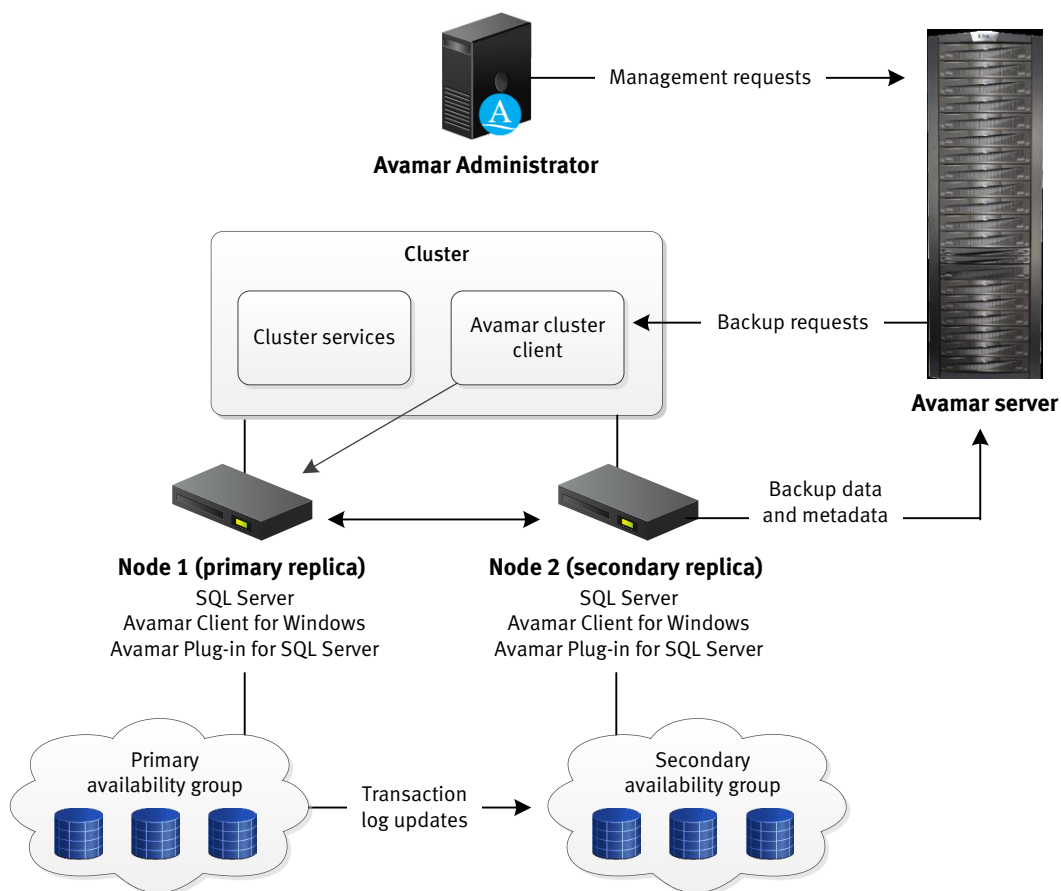 Management requests
A
Avamar Administrator
Cluster
Cluster services
Avamar cluster
client
Backup requests
Avamar server
Backup data
and metadata
Node 1 (primary replica)
SQL Server
Avamar Client for Windows
Avamar Plug-in for SQL Server
Node 2 (secondary replica)
SQL Server
Avamar Client for Windows
Avamar Plug-in for SQL Server
Primary
availability group
Transaction
log updates
Secondary
availability group